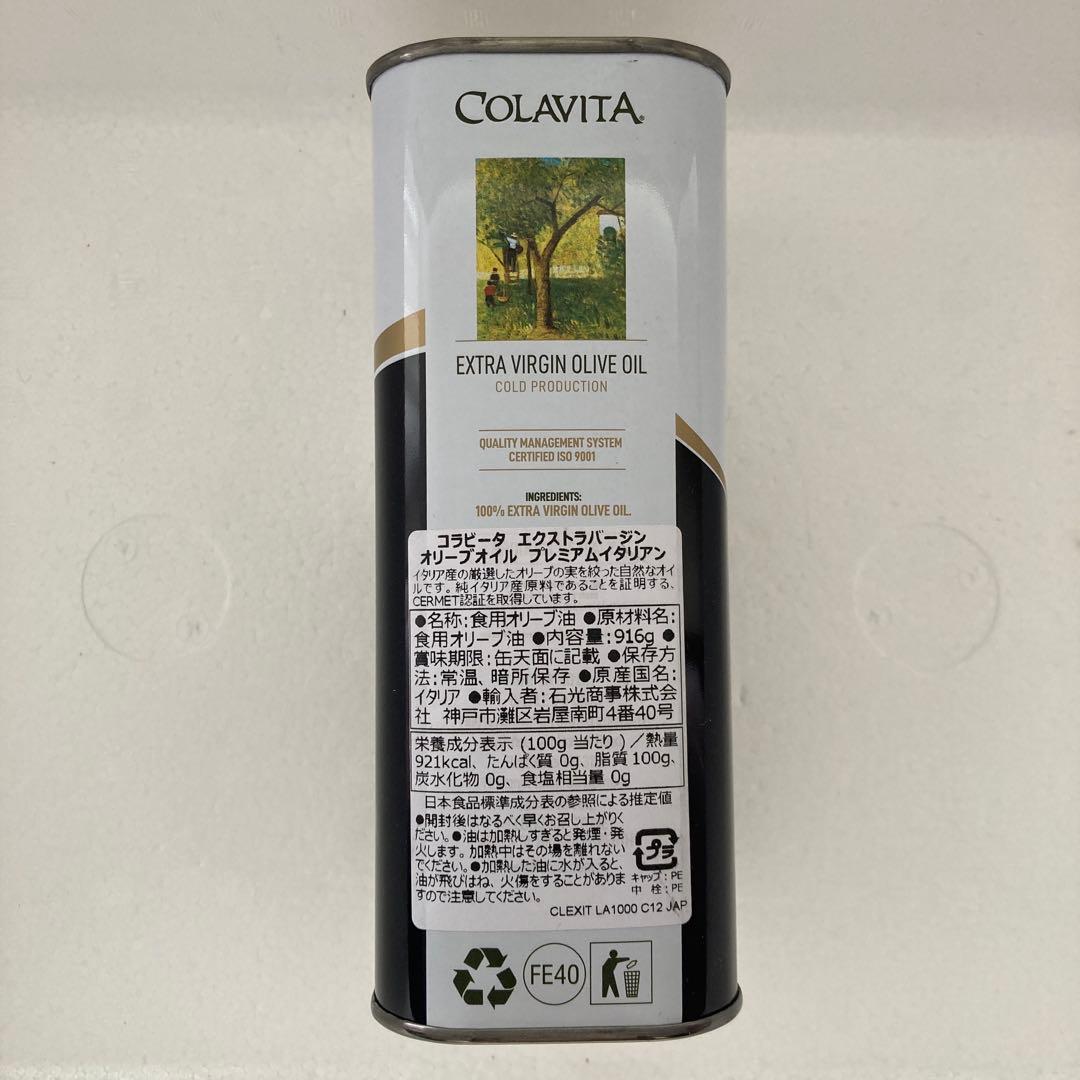 COLAVITA®
EXTRA VIRGIN OLIVE OIL
COLD PRODUCTION
QUALITY MANAGEMENT SYSTEM
CERTIFIED ISO 9001
INGREDIENTS:
100% EXTRA VIRGIN OLIVE OIL.
コラビータ エクストラバージン
オリーブオイル プレミアムイタリアン
イタリア産の厳選したオリーブの実を絞った自然なオイ
ルです。純イタリア産原料であることを証明する、
CERMET認証を取得しています。
●名称:食用オリーブ油 ●原材料名:
食用オリーブ油 ●内容量:916g ●
賞味期限:缶天面に記載 ●保存方
法:常温、暗所保存 ●原産国名:
イタリア ●輸入者:石光商事株式会
社 神戸市灘区岩屋南町4番40号
栄養成分表示 (100g 当たり)/熱量
921kcal、たんぱく質 0g、脂質 100g、
炭水化物 0g、食塩相当量 0g
日本食品標準成分表の参照による推定値
●開封後はなるべく早くお召し上がりく
ださい。●油は加熱しすぎると発煙・発
火します。加熱中はその場を離れない
でください。●加熱した油に水が入ると、
油が飛びはね、火傷をすることがありま
すので注意してください。
プラ
キャップ:PE
中 栓:PE
CLEXIT LA1000 C12 JAP
FE40